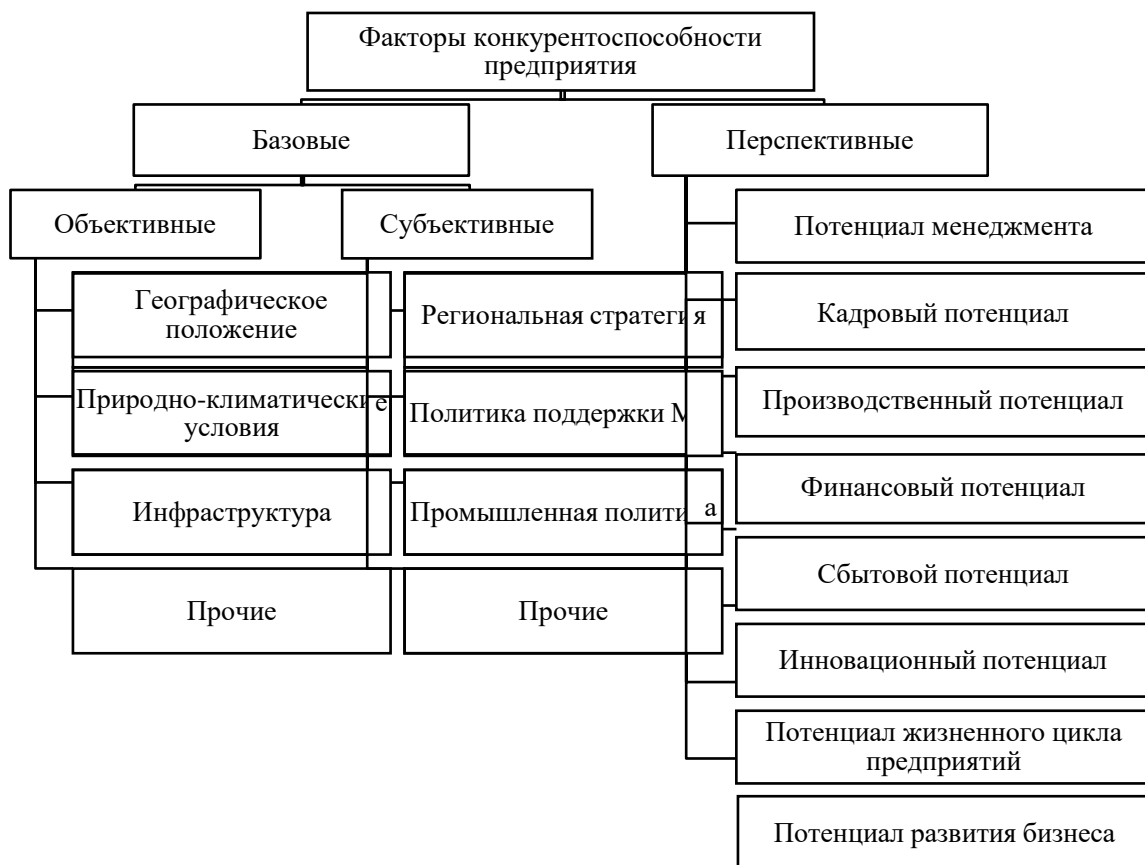 Факторы конкурентоспособности
предприятия
Базовые
Перспективные
Объективные
Субъективные
Географическое
положение
Природно-климатические
условия
Инфраструктура
Прочие
Региональная стратегия
Политика поддержки М
Промышленная полити а
Прочие
Потенциал менеджмента
Кадровый потенциал
Производственный потенциал
Финансовый потенциал
Сбытовой потенциал
Инновационный потенциал
Потенциал жизненного цикла
предприятий
Потенциал развития бизнеса